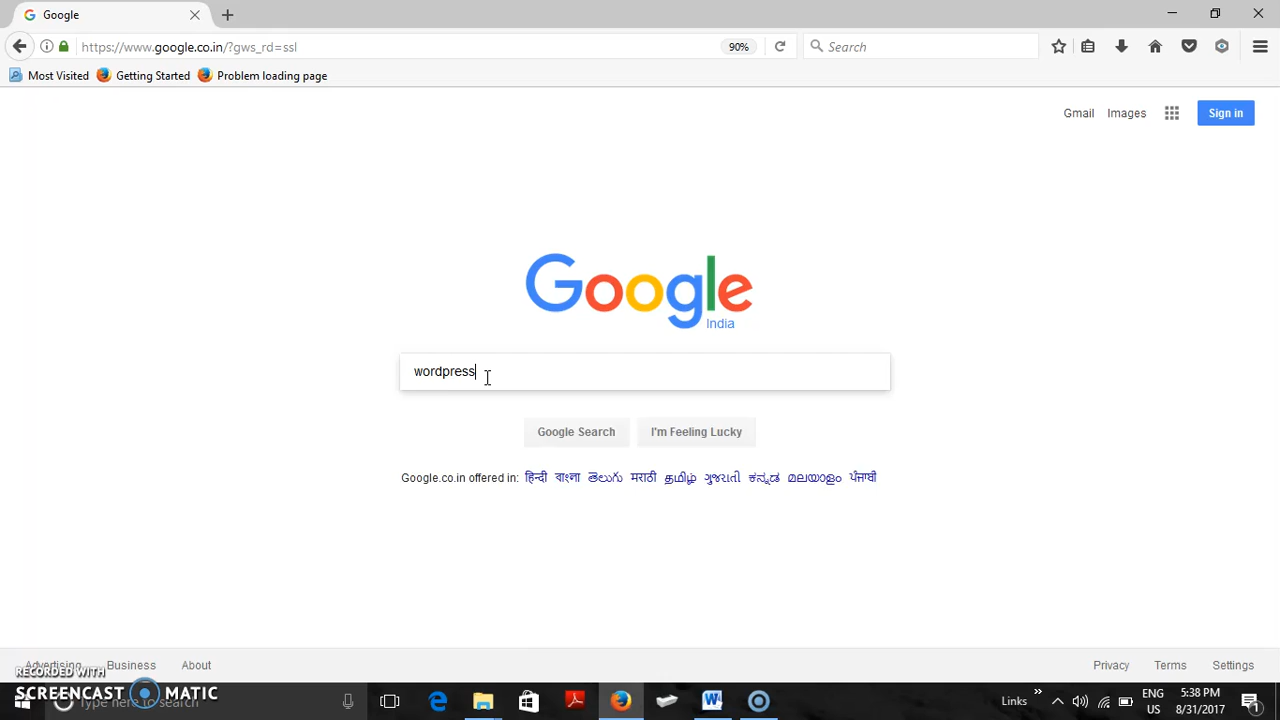 Google
https://www.google.co.in/?gws_rd=ssl
90%
Search
Most Visited
Getting Started
Problem loading page
Gmail
Images
Sign in
Google
India
wordpress
Google Search
I'm Feeling Lucky
Google.co.in offered in: हिन्दी বাংলা తెలుగు मराठी தமிழ் ગુજરાતી ಕನ್ನಡ മലയാളം ਪੰਜਾਬੀ
Advertising
Business
About
Privacy
Terms
Settings
RECORDED WITH
SCREENCAST MATIC
Type here to search
Links
ENG
US
5:38 PM
8/31/2017
1